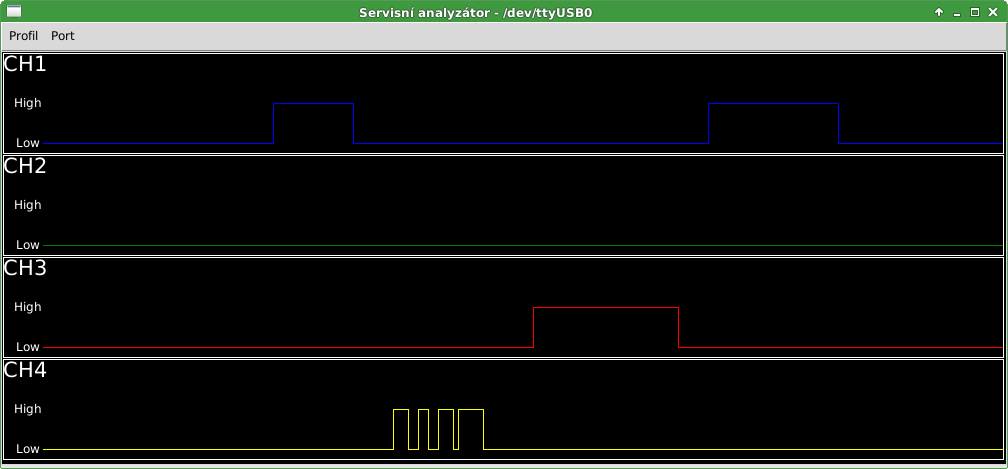 Servisní analyzátor - /dev/ttyUSB0
Profil Port
CH1
High
Low
CH2
High
Low
CH3
High
Low
CH4
High
Low